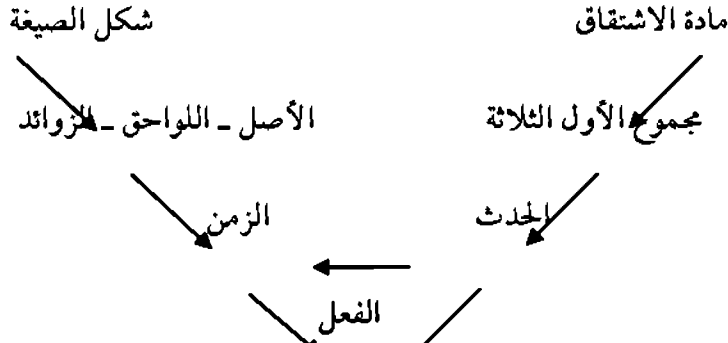 مادة الاشتقاق شكل الصيغة
مجموع الأول الثلاثة الأصل ـ اللواحق ـ الزوائد
الحدث الزمن
الفعل